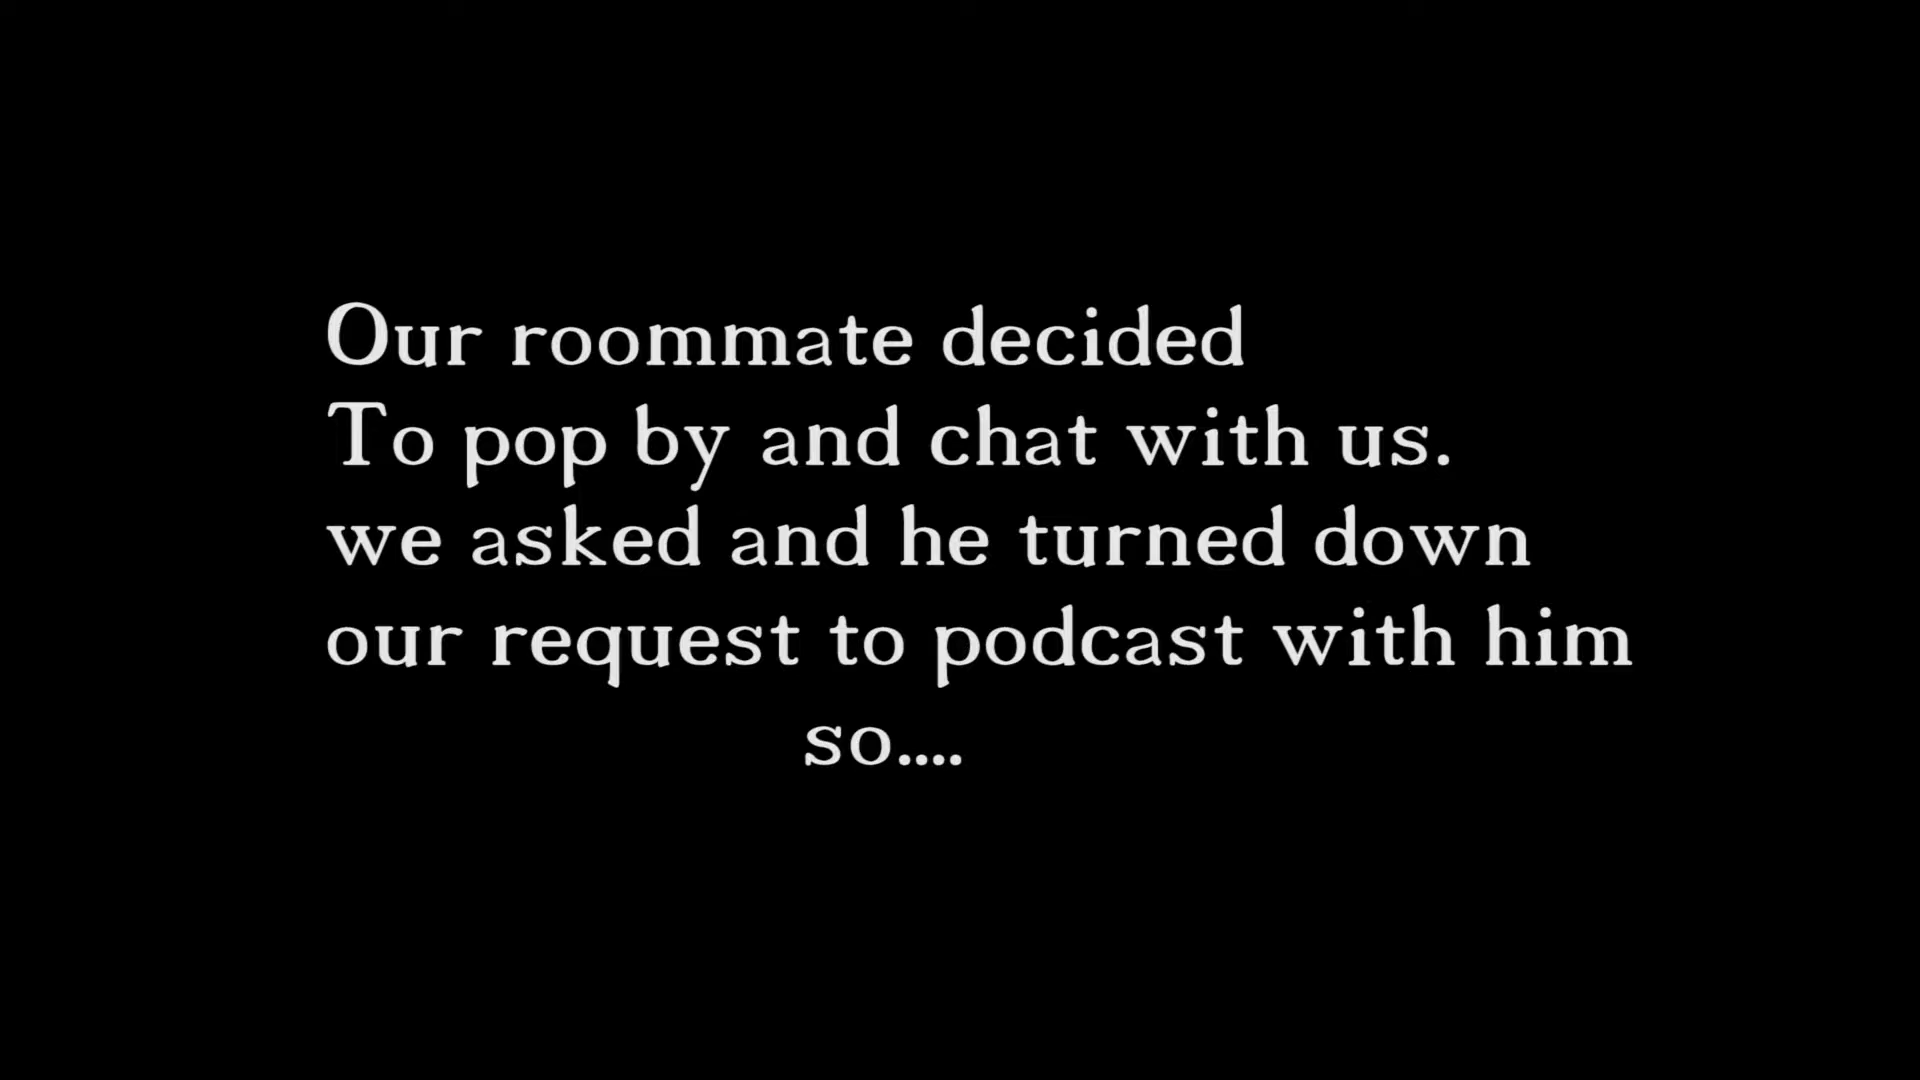 Our roommate decided
To pop by and chat with us.
we asked and he turned down
our request to podcast with him
so....